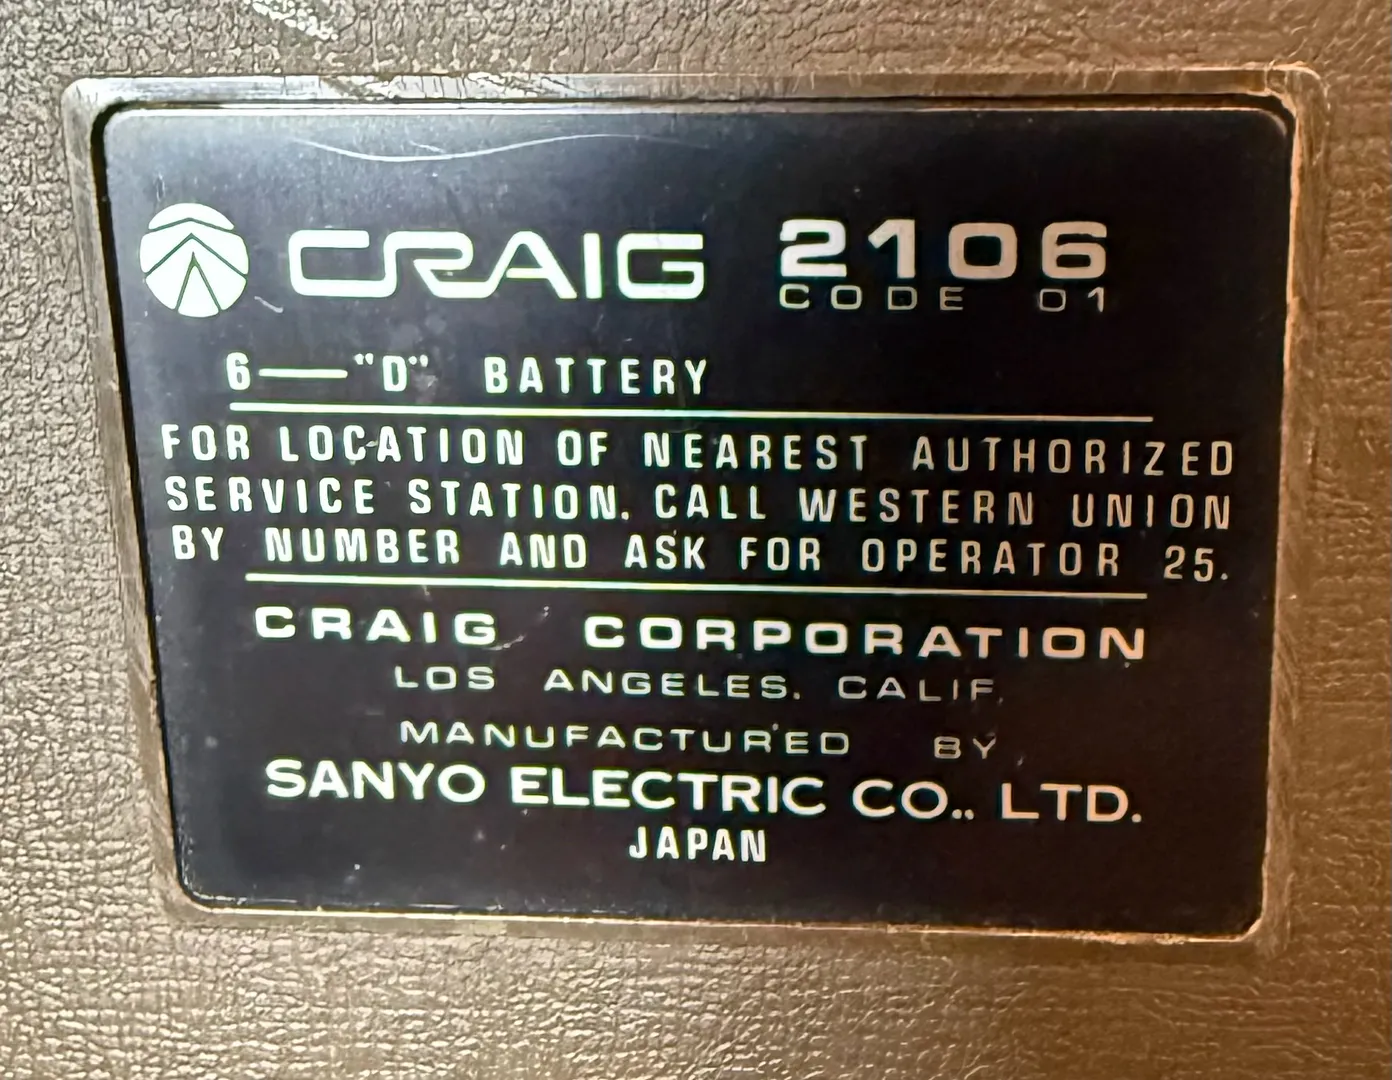 CRAIG 2106
CODE 01
6—"D" BATTERY
FOR LOCATION OF NEAREST AUTHORIZED
SERVICE STATION. CALL WESTERN UNION
BY NUMBER AND ASK FOR OPERATOR 25.
CRAIG CORPORATION
LOS ANGELES. CALIF.
MANUFACTURED BY
SANYO ELECTRIC CO., LTD.
JAPAN